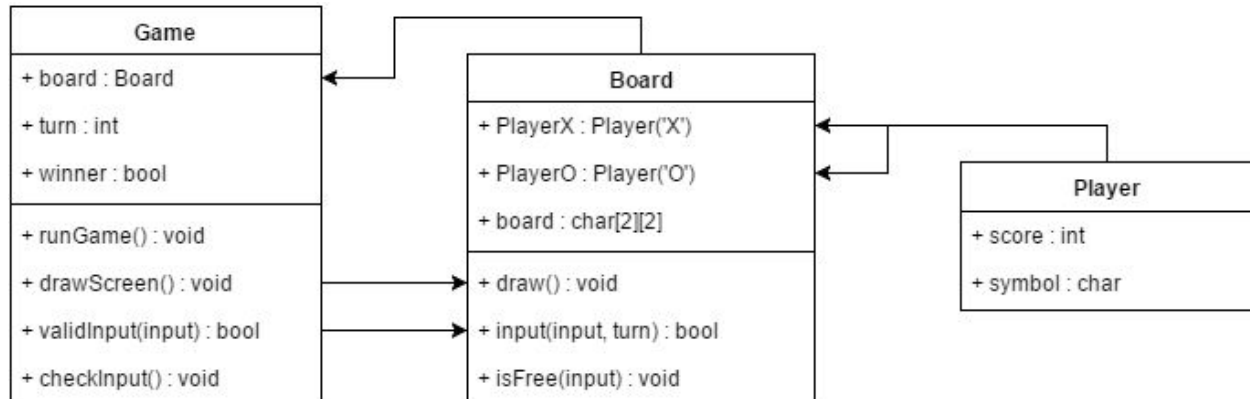 Game
+ board : Board
+ turn : int
+ winner : bool
+ runGame() : void
+ drawScreen() : void
+ validInput(input) : bool
+ checkInput() : void
Board
+ PlayerX : Player('X')
+ PlayerO : Player('O')
+ board : char[2][2]
+ draw() : void
+ input(input, turn) : bool
+ isFree(input) : void
Player
+ score : int
+ symbol : char